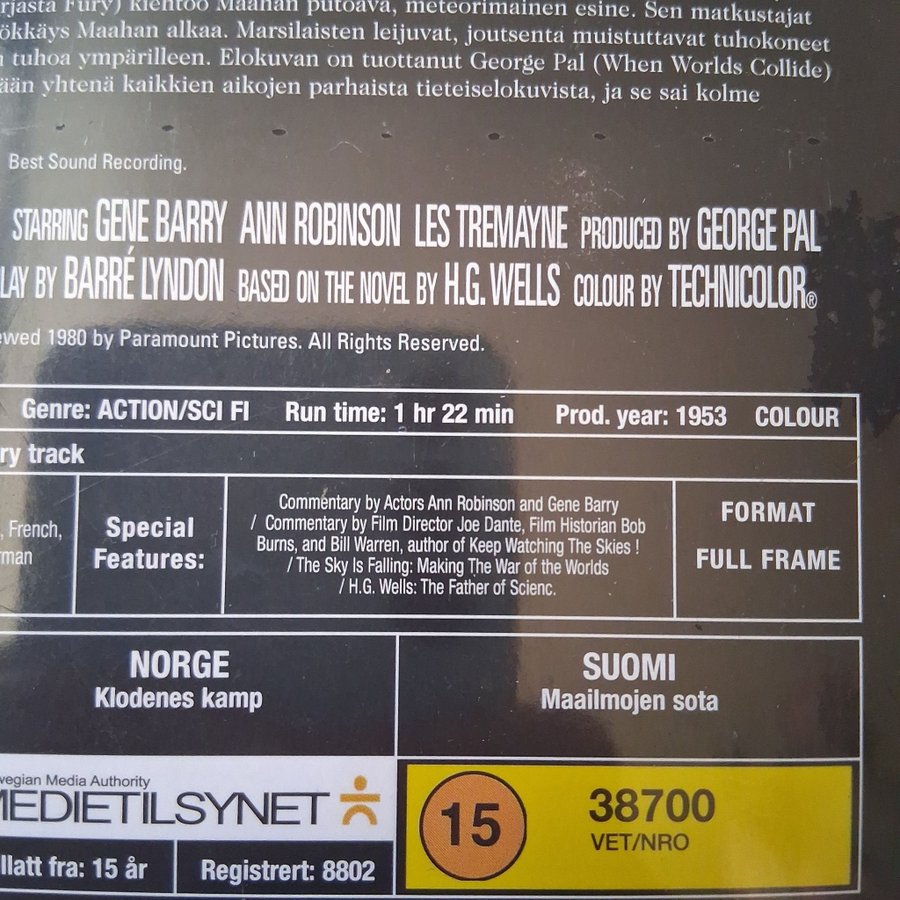 rjasta Fury) kiehtoo Maahan putoava, meteorimainen esine. Sen matkustajat
ökkäys Maahan alkaa. Marsilaisten leijuvat, joutsenta muistuttavat tuhokoneet
tuhoa ympärilleen. Elokuvan on tuottanut George Pal (When Worlds Collide)
ään yhtenä kaikkien aikojen parhaista tieteiselokuvista, ja se sai kolme
Best Sound Recording.
STARRING GENE BARRY ANN ROBINSON LES TREMAYNE PRODUCED BY GEORGE PAL
LAY BY BARRÉ LYNDON BASED ON THE NOVEL BY H.G. WELLS COLOUR BY TECHNICOLOR®
ewed 1980 by Paramount Pictures. All Rights Reserved.
Genre: ACTION/SCI FI Run time: 1 hr 22 min Prod. year: 1953 COLOUR
ry track
, French,
rman
Special
Features:
Commentary by Actors Ann Robinson and Gene Barry
/ Commentary by Film Director Joe Dante, Film Historian Bob
Burns, and Bill Warren, author of Keep Watching The Skies !
/ The Sky Is Falling: Making The War of the Worlds
/ H.G. Wells: The Father of Scienc.
FORMAT
FULL FRAME
NORGE
Klodenes kamp
SUOMI
Maailmojen sota
wegian Media Authority
MEDIETILSYNET
llatt fra: 15 år
Registrert: 8802
15
38700
VET/NRO